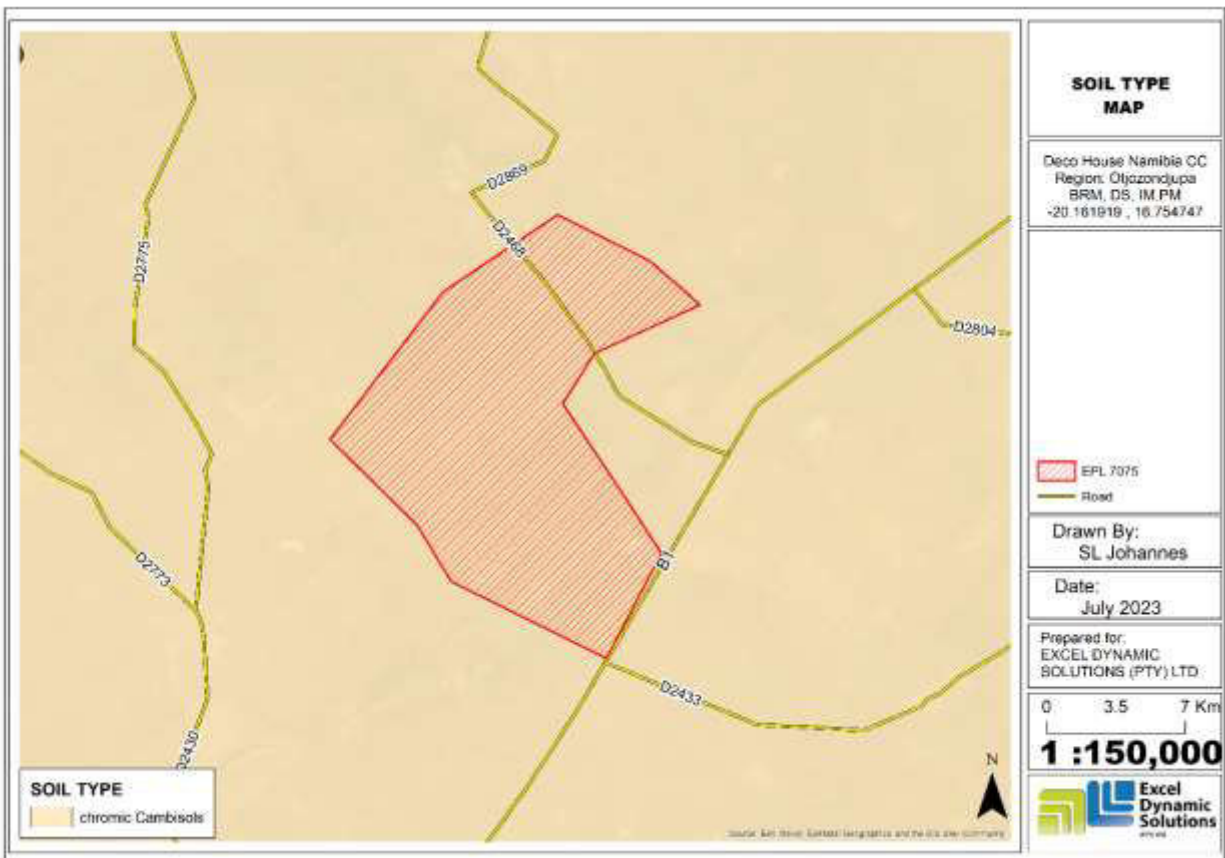 D2869
D2468
D2775
D2804
D2773
B1
D2433
D2430
SOIL TYPE
chromic Cambisols
N
SOIL TYPE
MAP
Deco House Namibia CC
Region: Otjozondjupa
BRM, DS, IM,PM
-20.161919 , 16.754747
EPL 7075
Road
Drawn By:
SL Johannes
Date:
July 2023
Prepared for:
EXCEL DYNAMIC
SOLUTIONS (PTY) LTD
0 3.5 7 Km
1 :150,000
Excel
Dynamic
Solutions